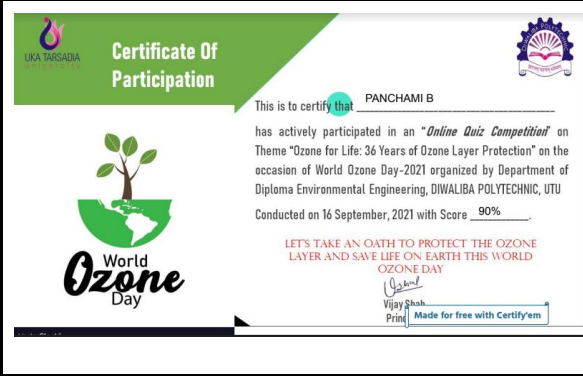 UKA TARSADIA
UNIVERSITY
Certificate Of
Participation
This is to certify that PANCHAMI B
has actively participated in an "Online Quiz Competition" on
Theme "Ozone for Life: 36 Years of Ozone Layer Protection" on the
occasion of World Ozone Day-2021 organized by Department of
Diploma Environmental Engineering, DIWALIBA POLYTECHNIC, UTU
Conducted on 16 September, 2021 with Score 90%.
LET'S TAKE AN OATH TO PROTECT THE OZONE
LAYER AND SAVE LIFE ON EARTH THIS WORLD
OZONE DAY
World
Ozone
Day
Vijay Shah
Made for free with Certify'em